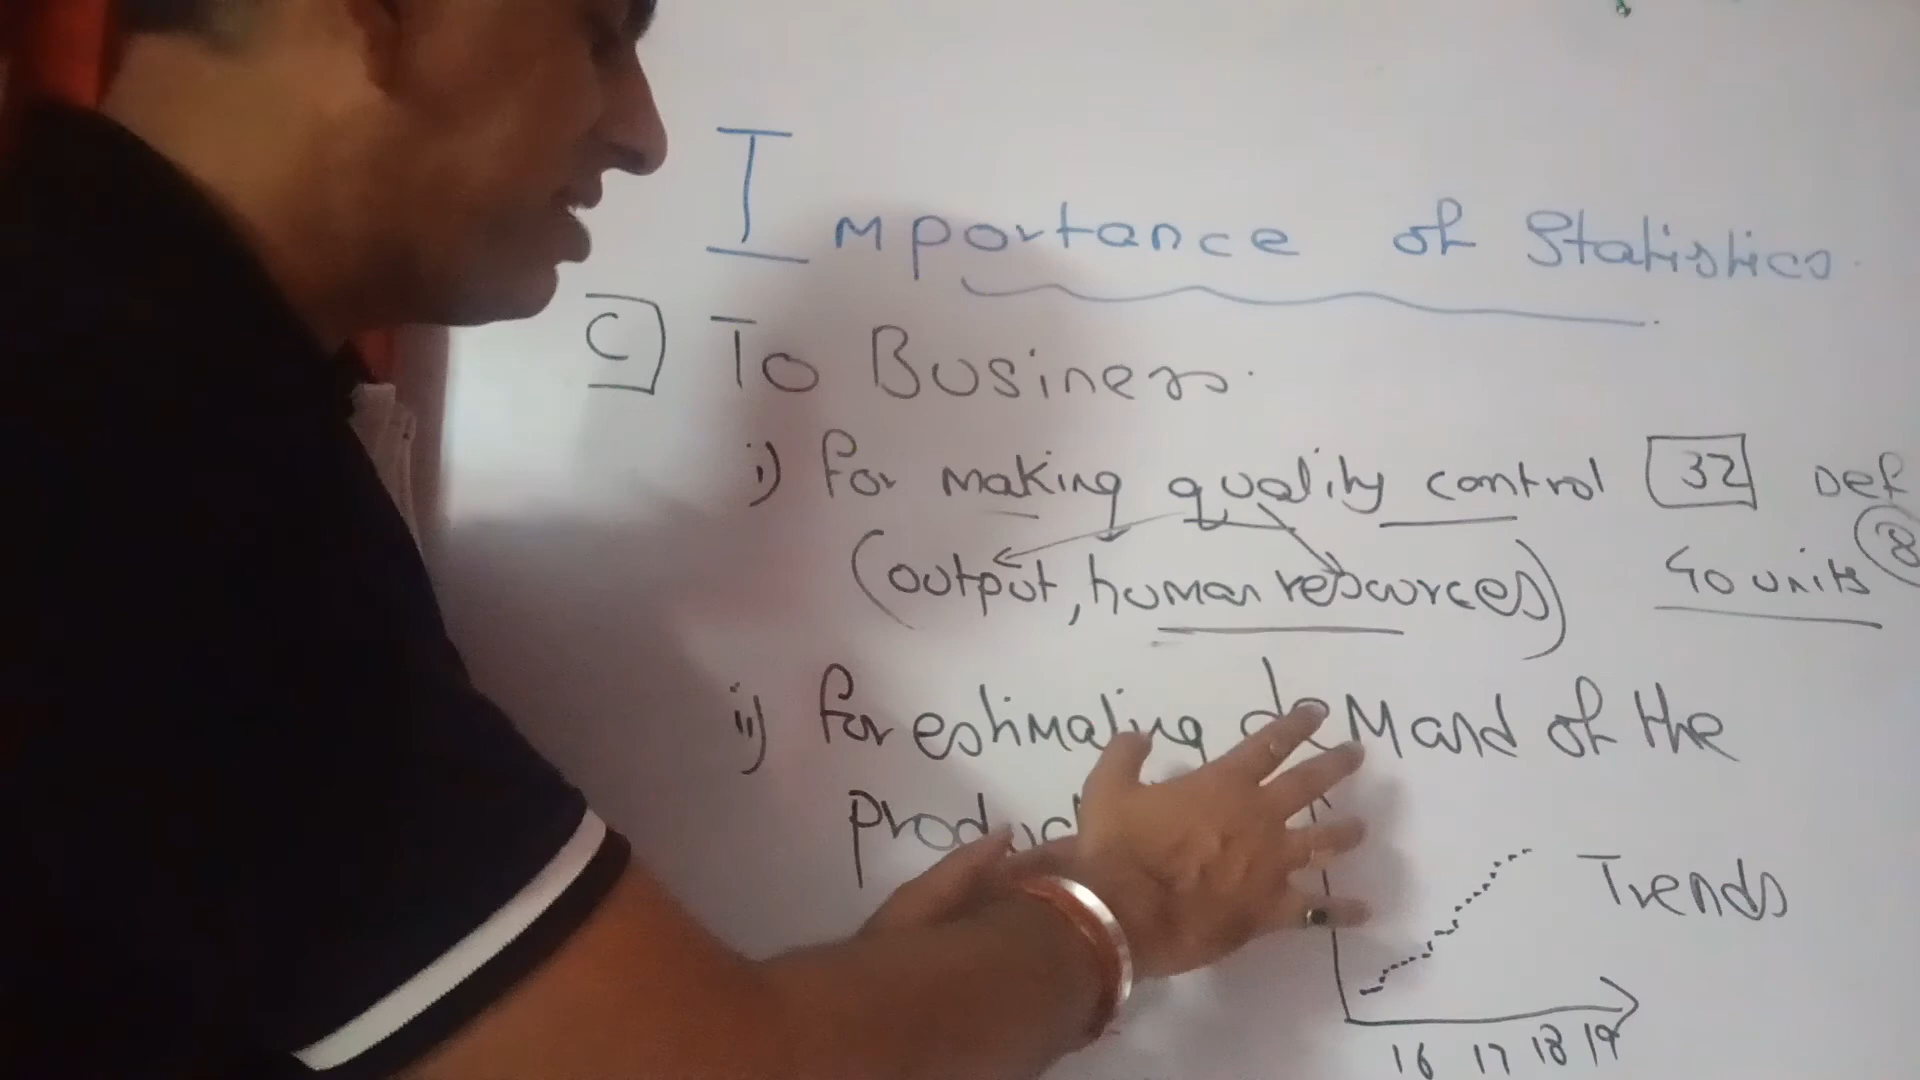 Importance of Statistics
C To Business.
i) for making quality control 32 Def
(output, human resources) 40 units 8
ii) for estimating demand of the
Trends
16 17 18 19